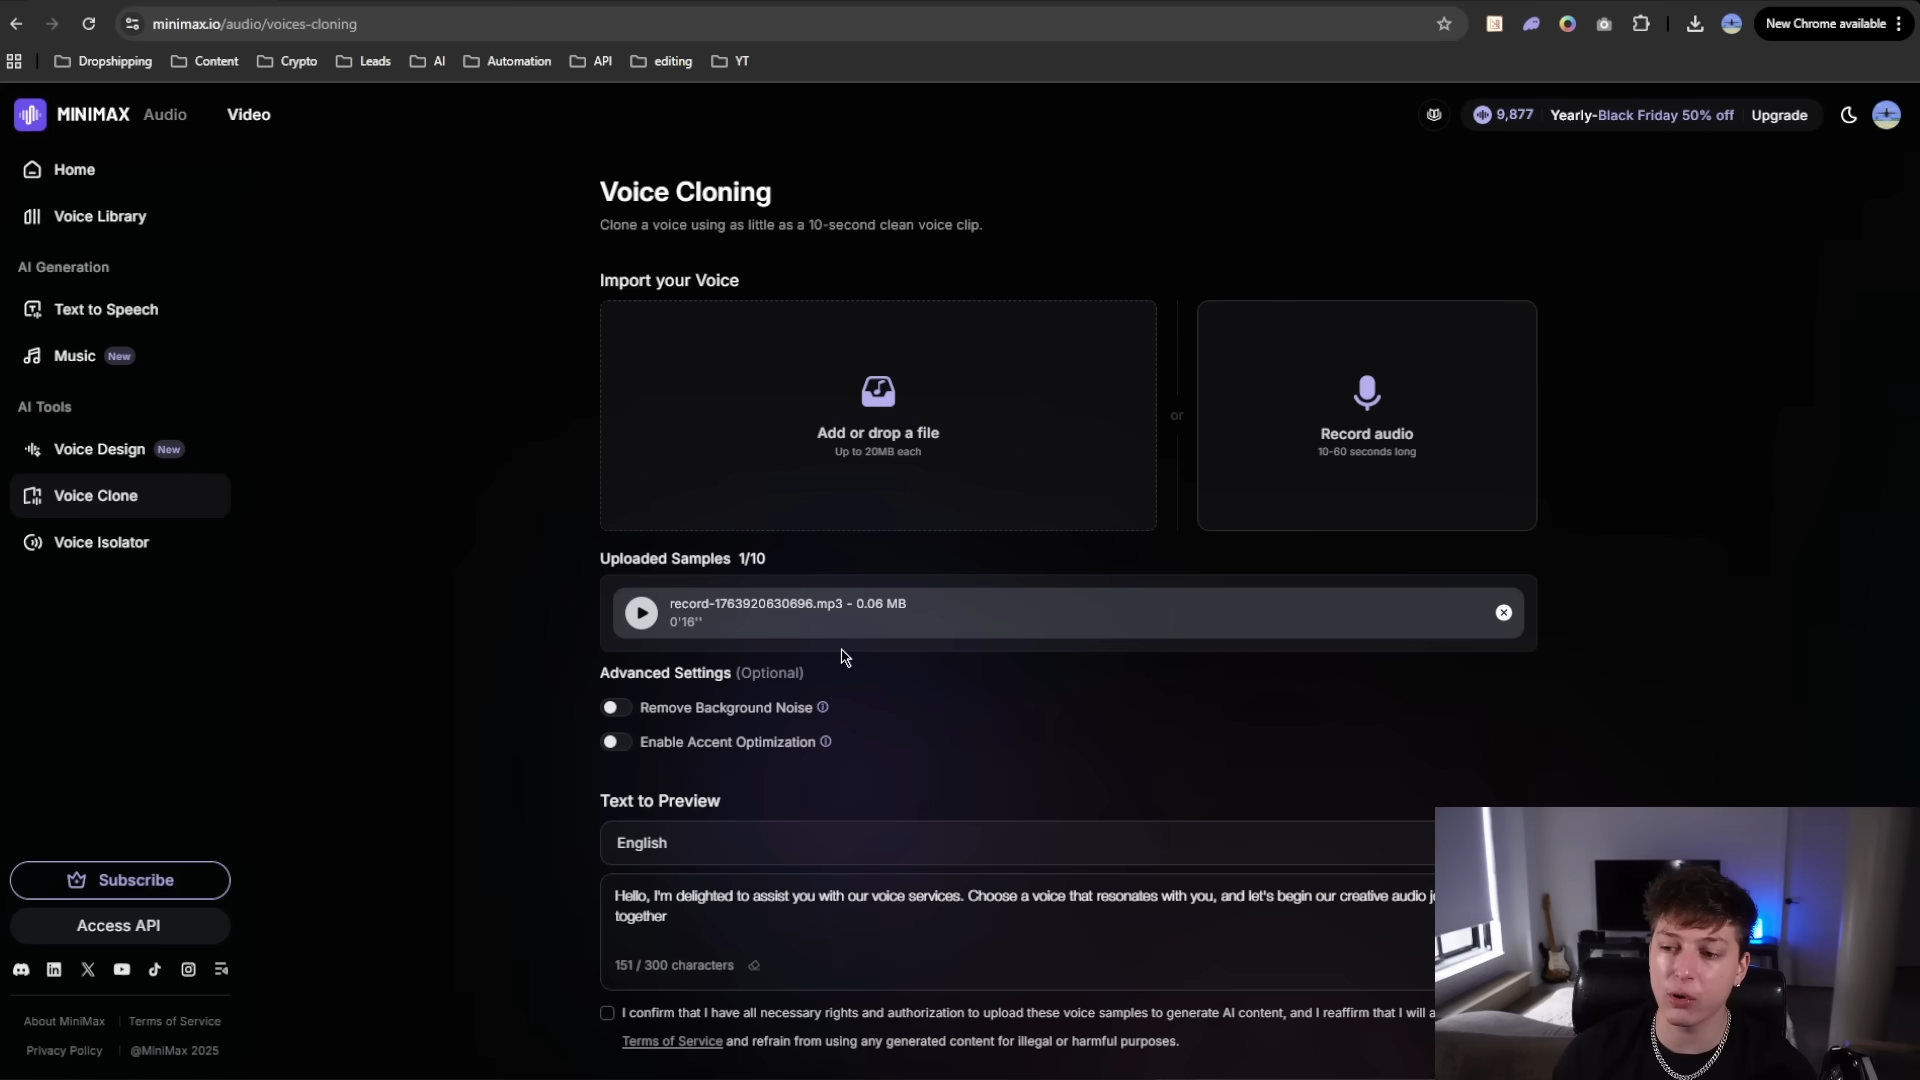 minimax.io/audio/voices-cloning
New Chrome available
Dropshipping
Content
Crypto
Leads
AI
Automation
API
editing
YT
MINIMAX Audio
Video
9,877
Yearly-Black Friday 50% off
Upgrade
Home
Voice Library
AI Generation
Text to Speech
Music New
AI Tools
Voice Design New
Voice Clone
Voice Isolator
Subscribe
Access API
About MiniMax
Terms of Service
Privacy Policy
@MiniMax 2025
Voice Cloning
Clone a voice using as little as a 10-second clean voice clip.
Import your Voice
Add or drop a file
Up to 20MB each
or
Record audio
10-60 seconds long
Uploaded Samples 1/10
record-1763920630696.mp3 - 0.06 MB
0'16''
Advanced Settings (Optional)
Remove Background Noise
Enable Accent Optimization
Text to Preview
English
Hello, I'm delighted to assist you with our voice services. Choose a voice that resonates with you, and let's begin our creative audio
together
151 / 300 characters
I confirm that I have all necessary rights and authorization to upload these voice samples to generate AI content, and I reaffirm that I will
Terms of Service and refrain from using any generated content for illegal or harmful purposes.